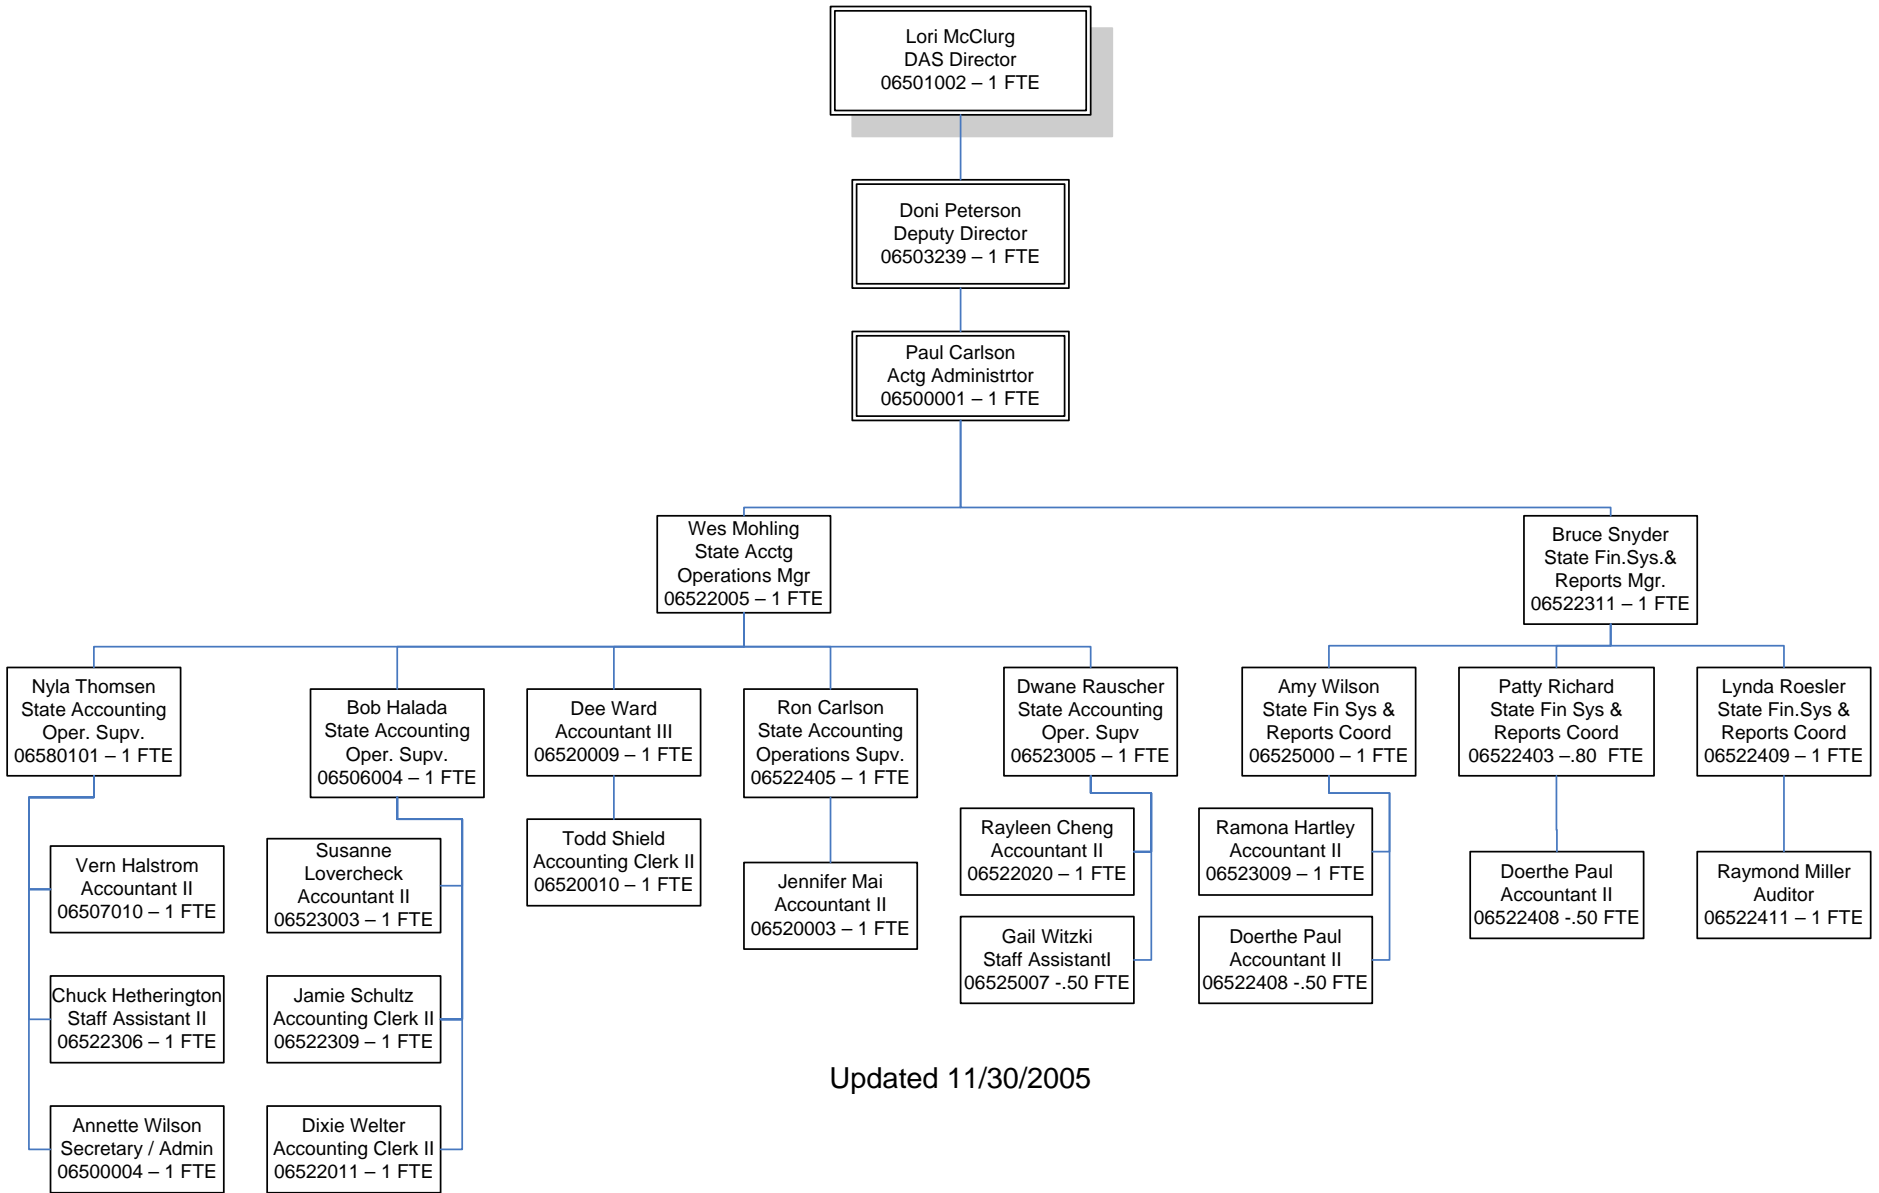 Lori McClurg
DAS Director
06501002 – 1 FTE
Doni Peterson
Deputy Director
06503239 – 1 FTE
Paul Carlson
Actg Administrtor
06500001 – 1 FTE
Wes Mohling
State Acctg
Operations Mgr
06522005 – 1 FTE
Bruce Snyder
State Fin.Sys.&
Reports Mgr.
06522311 – 1 FTE
Nyla Thomsen
State Accounting
Oper. Supv.
06580101 – 1 FTE
Bob Halada
State Accounting
Oper. Supv.
06506004 – 1 FTE
Dee Ward
Accountant III
06520009 – 1 FTE
Ron Carlson
State Accounting
Operations Supv.
06522405 – 1 FTE
Dwane Rauscher
State Accounting
Oper. Supv
06523005 – 1 FTE
Amy Wilson
State Fin Sys &
Reports Coord
06525000 – 1 FTE
Patty Richard
State Fin Sys &
Reports Coord
06522403 –.80 FTE
Lynda Roesler
State Fin.Sys &
Reports Coord
06522409 – 1 FTE
Vern Halstrom
Accountant II
06507010 – 1 FTE
Chuck Hetherington
Staff Assistant II
06522306 – 1 FTE
Annette Wilson
Secretary / Admin
06500004 – 1 FTE
Susanne
Lovercheck
Accountant II
06523003 – 1 FTE
Jamie Schultz
Accounting Clerk II
06522309 – 1 FTE
Dixie Welter
Accounting Clerk II
06522011 – 1 FTE
Todd Shield
Accounting Clerk II
06520010 – 1 FTE
Jennifer Mai
Accountant II
06520003 – 1 FTE
Rayleen Cheng
Accountant II
06522020 – 1 FTE
Gail Witzki
Staff AssistantI
06525007 -.50 FTE
Ramona Hartley
Accountant II
06523009 – 1 FTE
Doerthe Paul
Accountant II
06522408 -.50 FTE
Doerthe Paul
Accountant II
06522408 -.50 FTE
Raymond Miller
Auditor
06522411 – 1 FTE
Updated 11/30/2005